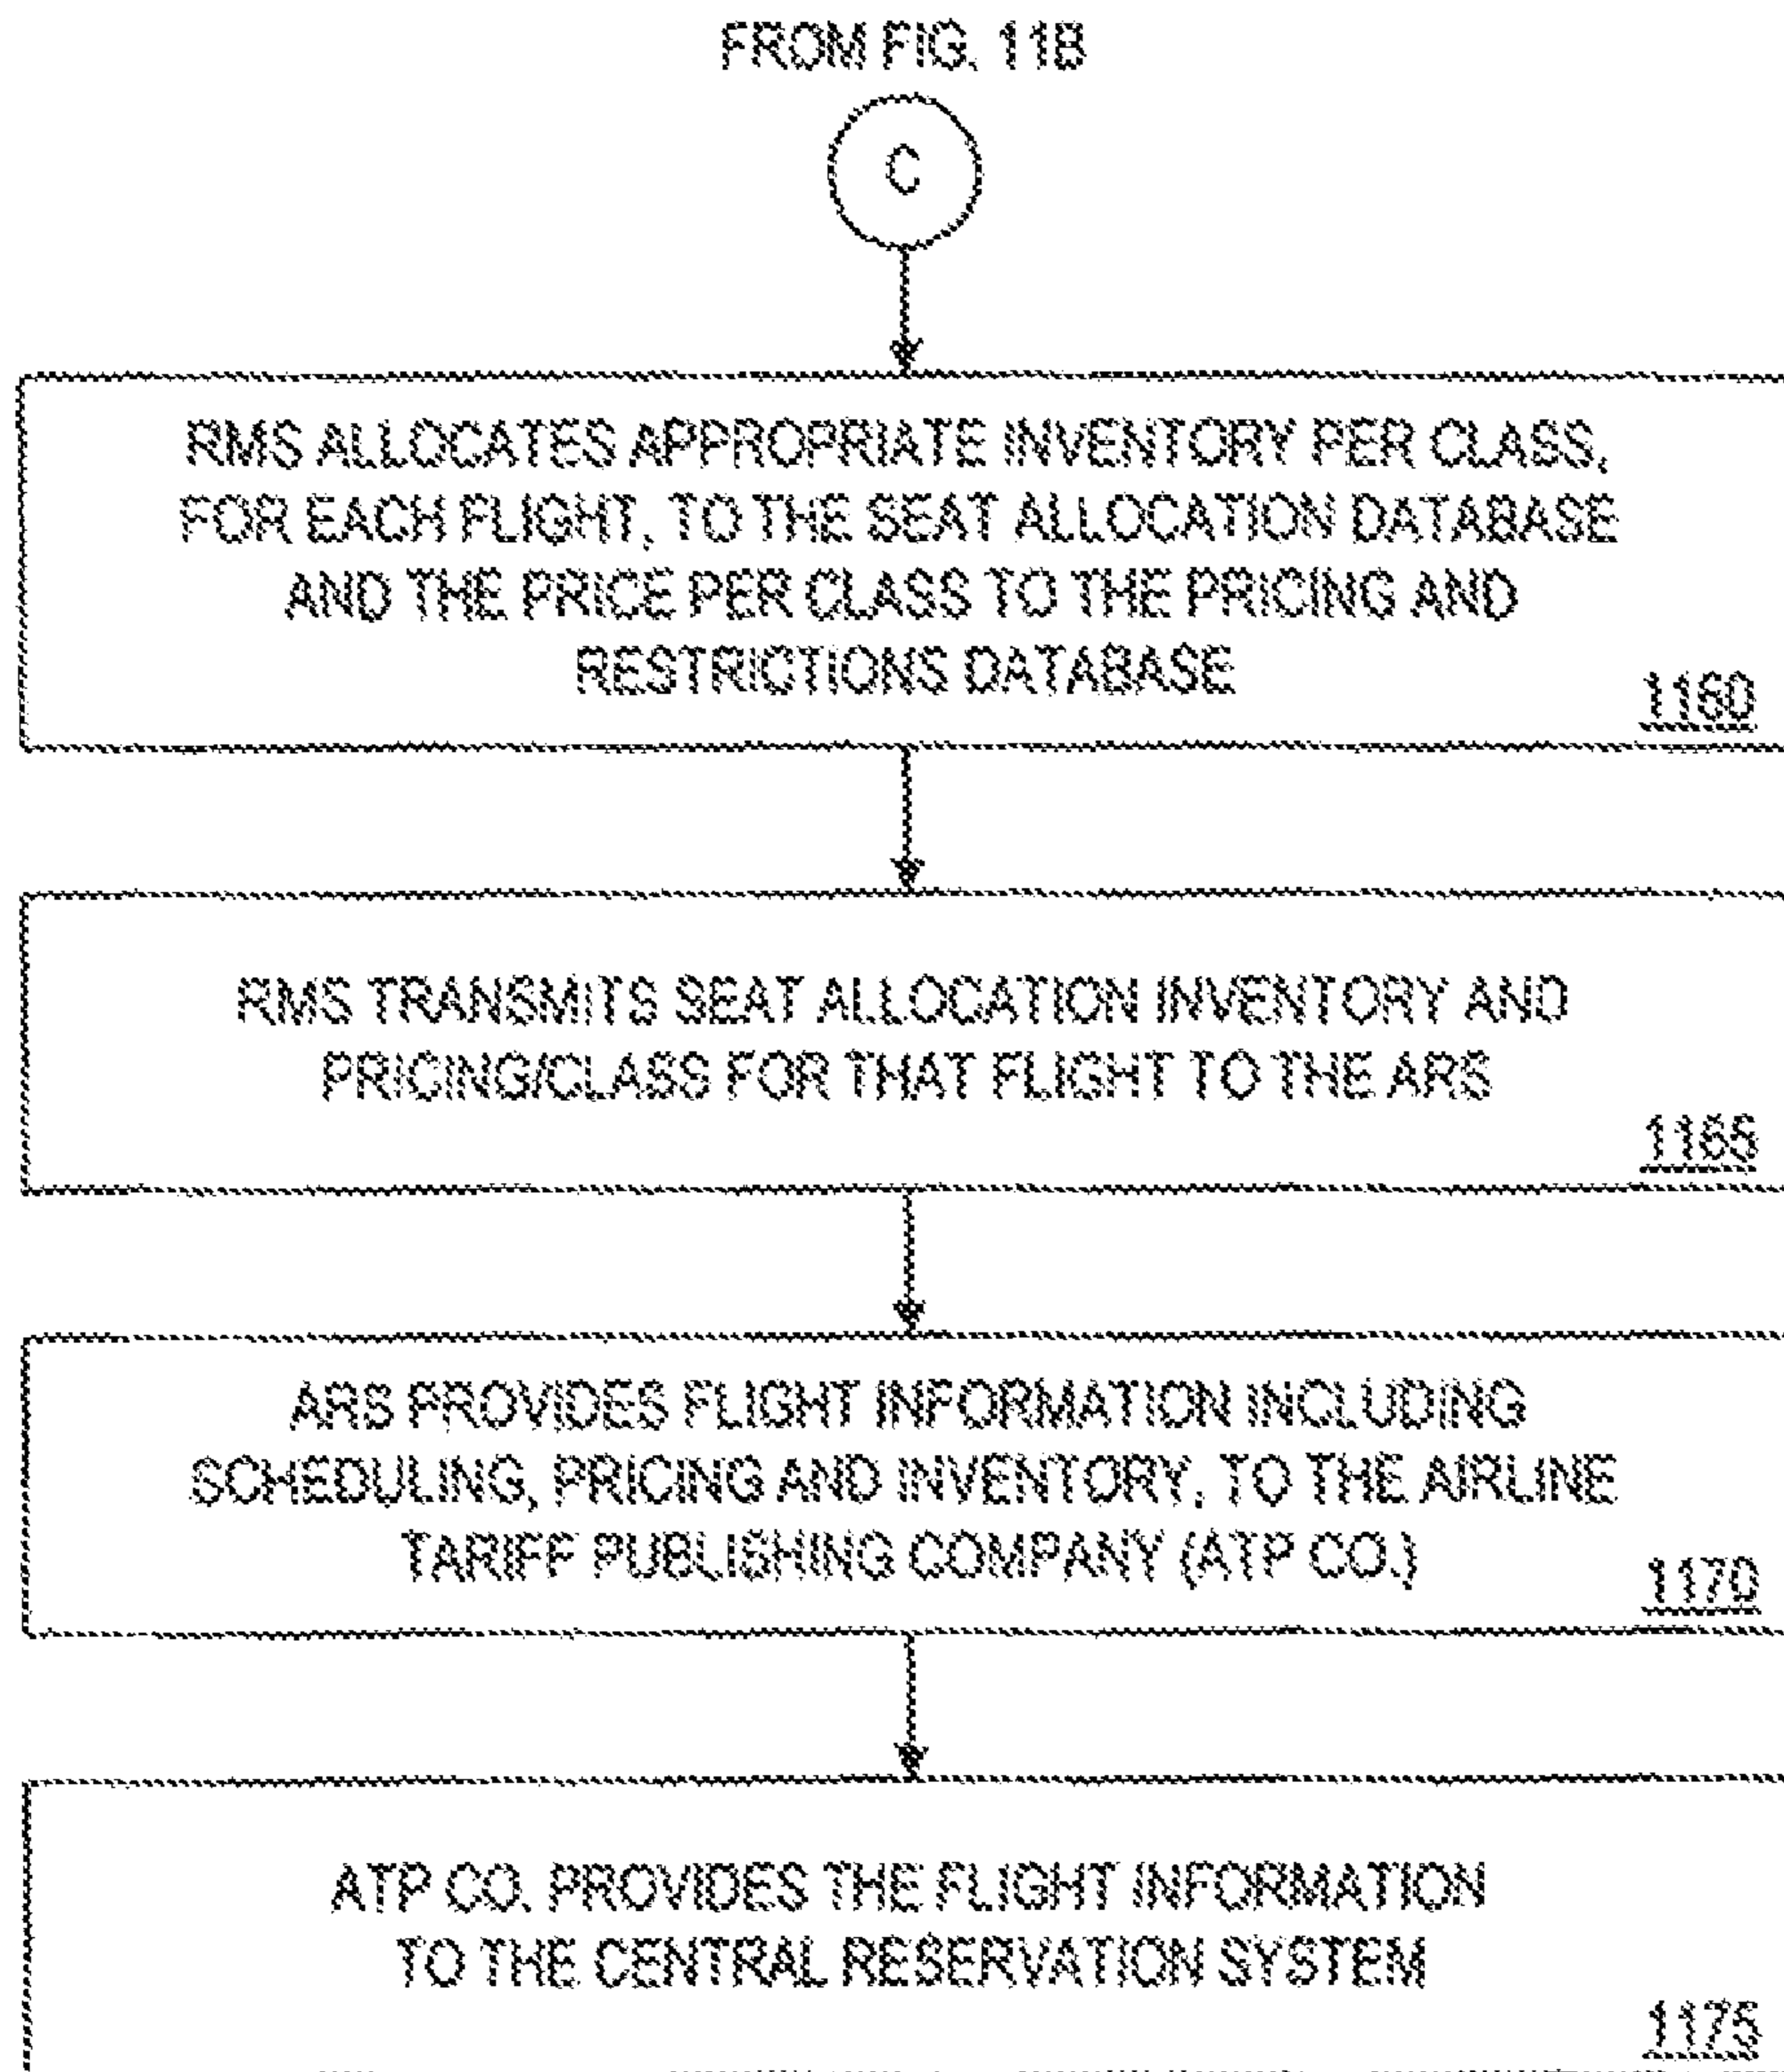 FROM FIG. 11B
C
RMS ALLOCATES APPROPRIATE INVENTORY PER CLASS,
FOR EACH FLIGHT, TO THE SEAT ALLOCATION DATABASE
AND THE PRICE PER CLASS TO THE PRICING AND
RESTRICTIONS DATABASE
1160
RMS TRANSMITS SEAT ALLOCATION INVENTORY AND
PRICING/CLASS FOR THAT FLIGHT TO THE ARS
1165
ARS PROVIDES FLIGHT INFORMATION INCLUDING
SCHEDULING, PRICING AND INVENTORY, TO THE AIRLINE
TARIFF PUBLISHING COMPANY (ATP CO.)
1170
ATP CO. PROVIDES THE FLIGHT INFORMATION
TO THE CENTRAL RESERVATION SYSTEM
1175